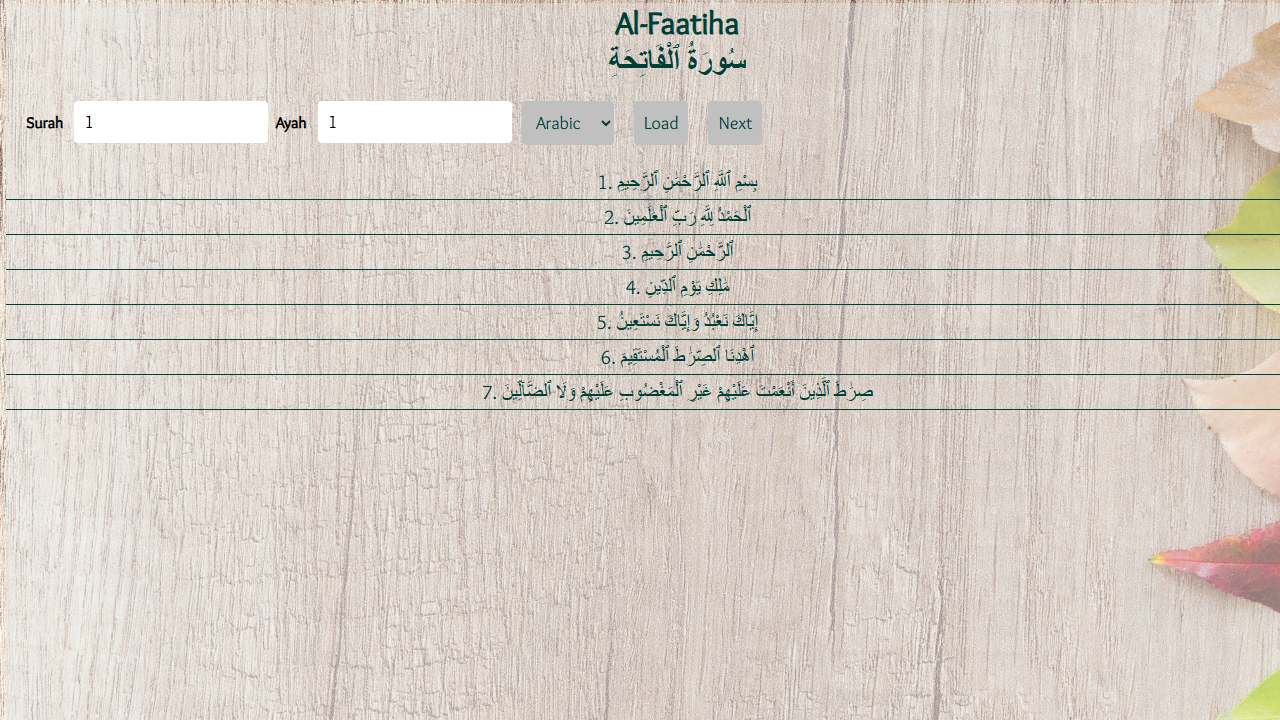 Al-Faatiha
سُورَةُ ٱلْفَاتِحَةِ
Surah 1 Ayah 1 Arabic Load Next
1. بِسْمِ ٱللَّهِ ٱلرَّحْمَٰنِ ٱلرَّحِيمِ
2. ٱلْحَمْدُ لِلَّهِ رَبِّ ٱلْعَٰلَمِينَ
3. ٱلرَّحْمَٰنِ ٱلرَّحِيمِ
4. مَٰلِكِ يَوْمِ ٱلدِّينِ
5. إِيَّاكَ نَعْبُدُ وَإِيَّاكَ نَسْتَعِينُ
6. ٱهْدِنَا ٱلصِّرَٰطَ ٱلْمُسْتَقِيمَ
7. صِرَٰطَ ٱلَّذِينَ أَنْعَمْتَ عَلَيْهِمْ غَيْرِ ٱلْمَغْضُوبِ عَلَيْهِمْ وَلَا ٱلضَّآلِّينَ